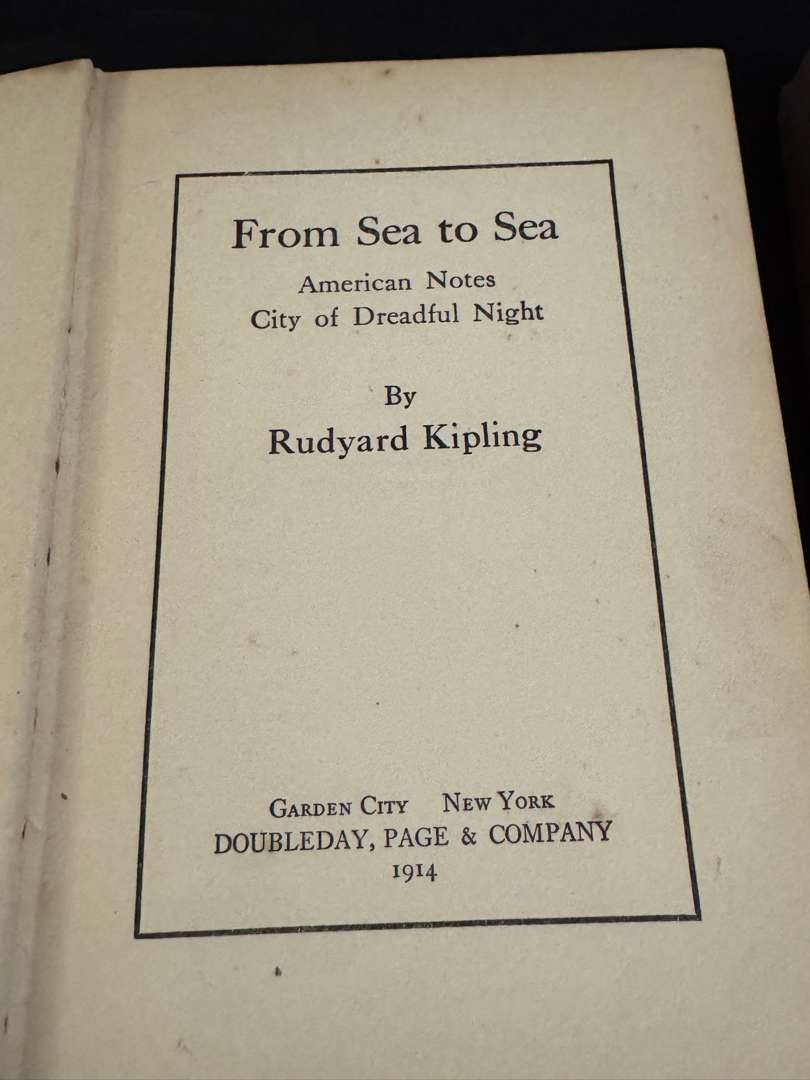 From Sea to Sea
American Notes
City of Dreadful Night
By
Rudyard Kipling
Garden City New York
DOUBLEDAY, PAGE & COMPANY
1914